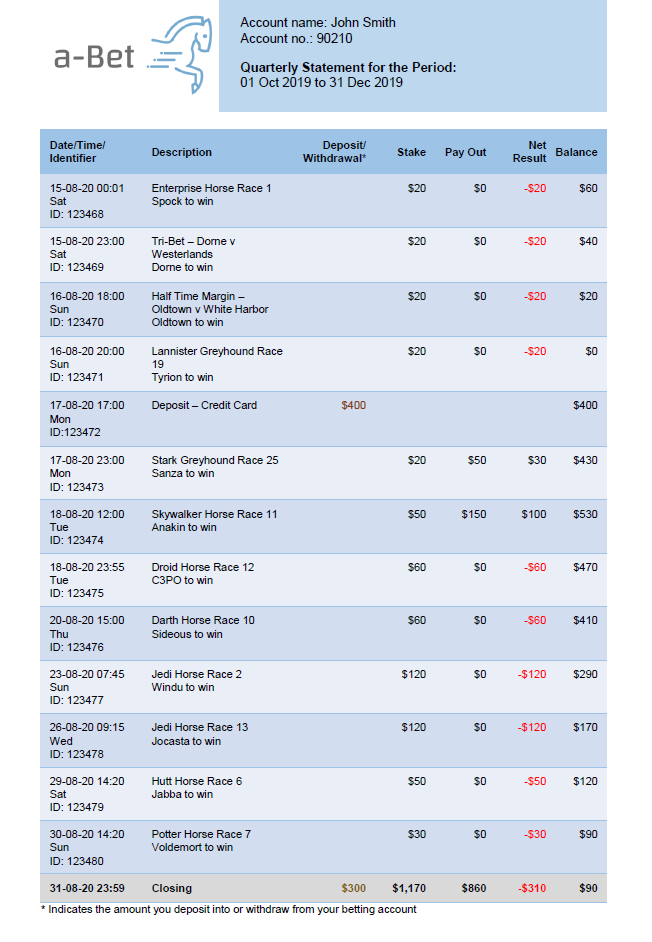 a-Bet
Account name: John Smith
Account no.: 90210
Quarterly Statement for the Period:
01 Oct 2019 to 31 Dec 2019
Date/Time/ Identifier Description Deposit/ Withdrawal* Stake Pay Out Net Result Balance
15-08-20 00:01 Enterprise Horse Race 1 $20 $0 -$20 $60
Sat Spock to win
ID: 123468
15-08-20 23:00 Tri-Bet – Dorne v $20 $0 -$20 $40
Sat Westerlands
ID: 123469 Dorne to win
16-08-20 18:00 Half Time Margin – $20 $0 -$20 $20
Sun Oldtown v White Harbor
ID: 123470 Oldtown to win
16-08-20 20:00 Lannister Greyhound Race $20 $0 -$20 $0
Sun 19
ID: 123471 Tyrion to win
17-08-20 17:00 Deposit – Credit Card $400 $400
Mon
ID:123472
17-08-20 23:00 Stark Greyhound Race 25 $20 $50 $30 $430
Mon Sanza to win
ID: 123473
18-08-20 12:00 Skywalker Horse Race 11 $50 $150 $100 $530
Tue Anakin to win
ID: 123474
18-08-20 23:55 Droid Horse Race 12 $60 $0 -$60 $470
Tue C3PO to win
ID: 123475
20-08-20 15:00 Darth Horse Race 10 $60 $0 -$60 $410
Thu Sideous to win
ID: 123476
23-08-20 07:45 Jedi Horse Race 2 $120 $0 -$120 $290
Sun Windu to win
ID: 123477
26-08-20 09:15 Jedi Horse Race 13 $120 $0 -$120 $170
Wed Jocasta to win
ID: 123478
29-08-20 14:20 Hutt Horse Race 6 $50 $0 -$50 $120
Sat Jabba to win
ID: 123479
30-08-20 14:20 Potter Horse Race 7 $30 $0 -$30 $90
Sun Voldemort to win
ID: 123480
31-08-20 23:59 Closing $300 $1,170 $860 -$310 $90
* Indicates the amount you deposit into or withdraw from your betting account